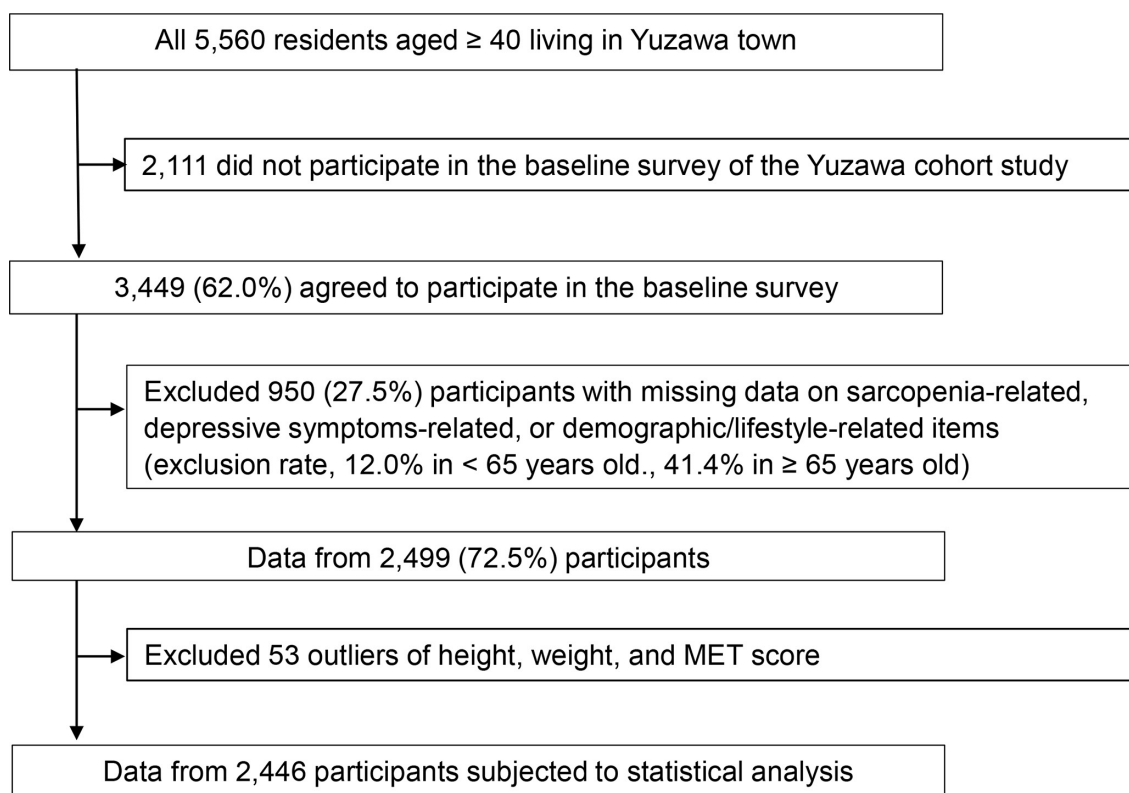 All 5,560 residents aged ≥ 40 living in Yuzawa town
2,111 did not participate in the baseline survey of the Yuzawa cohort study
3,449 (62.0%) agreed to participate in the baseline survey
Excluded 950 (27.5%) participants with missing data on sarcopenia-related,
depressive symptoms-related, or demographic/lifestyle-related items
(exclusion rate, 12.0% in < 65 years old., 41.4% in ≥ 65 years old)
Data from 2,499 (72.5%) participants
Excluded 53 outliers of height, weight, and MET score
Data from 2,446 participants subjected to statistical analysis